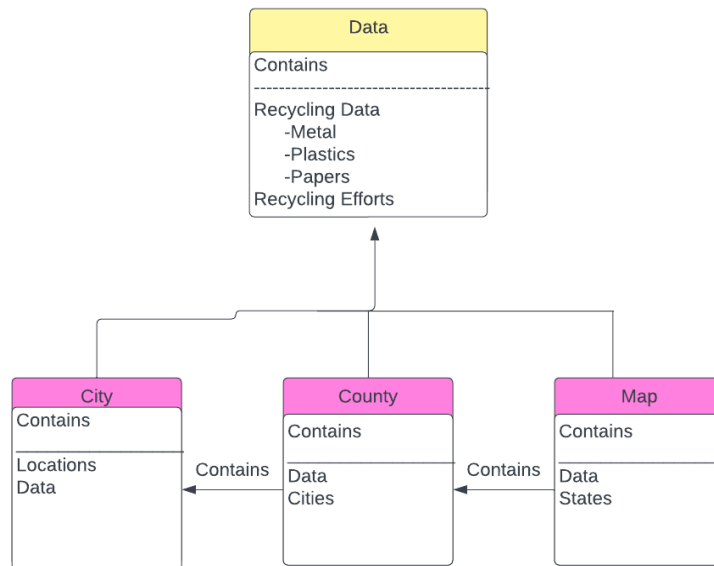 Data
Contains
Recycling Data
-Metal
-Plastics
-Papers
Recycling Efforts
City
Contains
Locations
Data
Contains
County
Contains
Data
Cities
Contains
Map
Contains
Data
States